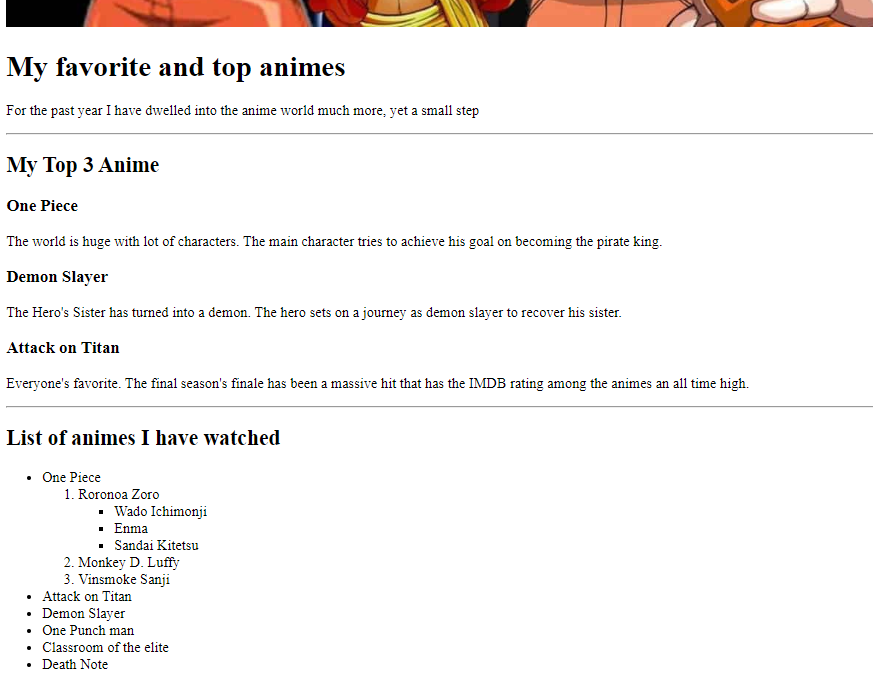 My favorite and top animes
For the past year I have dwelled into the anime world much more, yet a small step
My Top 3 Anime
One Piece
The world is huge with lot of characters. The main character tries to achieve his goal on becoming the pirate king.
Demon Slayer
The Hero's Sister has turned into a demon. The hero sets on a journey as demon slayer to recover his sister.
Attack on Titan
Everyone's favorite. The final season's finale has been a massive hit that has the IMDB rating among the animes an all time high.
List of animes I have watched
• One Piece
1. Roronoa Zoro
▪ Wado Ichimonji
▪ Enma
▪ Sandai Kitetsu
2. Monkey D. Luffy
3. Vinsmoke Sanji
• Attack on Titan
• Demon Slayer
• One Punch man
• Classroom of the elite
• Death Note